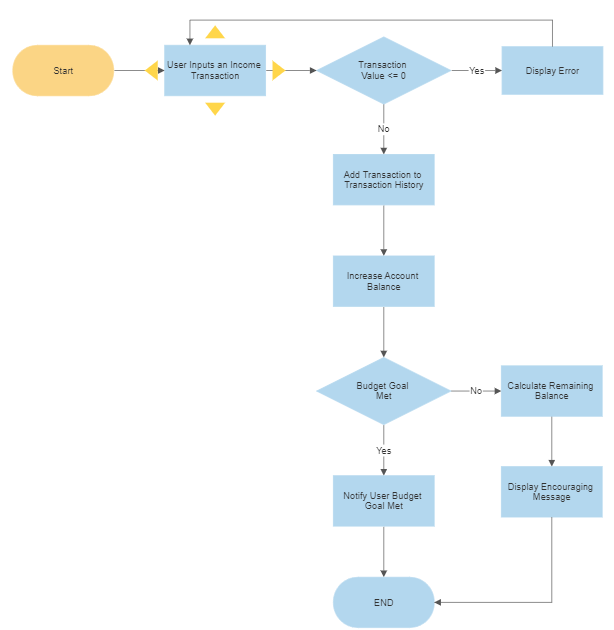 Start
User Inputs an Income
Transaction
Transaction
Value <= 0
Yes
Display Error
No
Add Transaction to
Transaction History
Increase Account
Balance
Budget Goal
Met
No
Calculate Remaining
Balance
Yes
Display Encouraging
Message
Notify User Budget
Goal Met
END